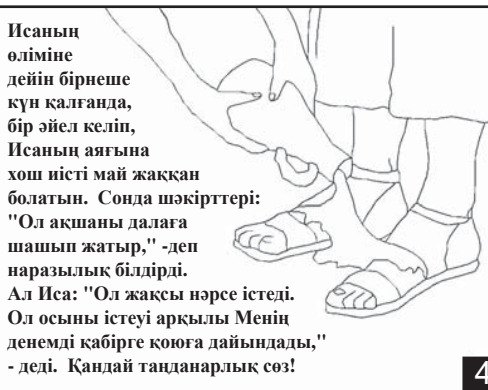 Исаның
өліміне
дейін бірнеше
күн қалғанда,
бір әйел келіп,
Исаның аяғына
хош иісті май жаққан
болатын. Сонда шәкірттері:
"Ол ақшаны далаға
шашып жатыр," -деп
наразылық білдірді.
Ал Иса: "Ол жақсы нәрсе істеді.
Ол осыны істеуі арқылы Менің
денемді қабірге қоюға дайындады,"
- деді. Қандай таңданарлық сөз!
4